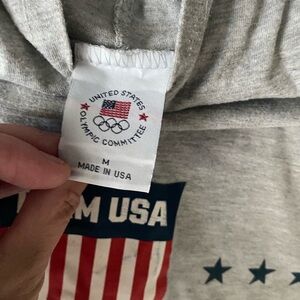 UNITED STATES
OLYMPIC COMMITTEE
M
MADE IN USA
M USA